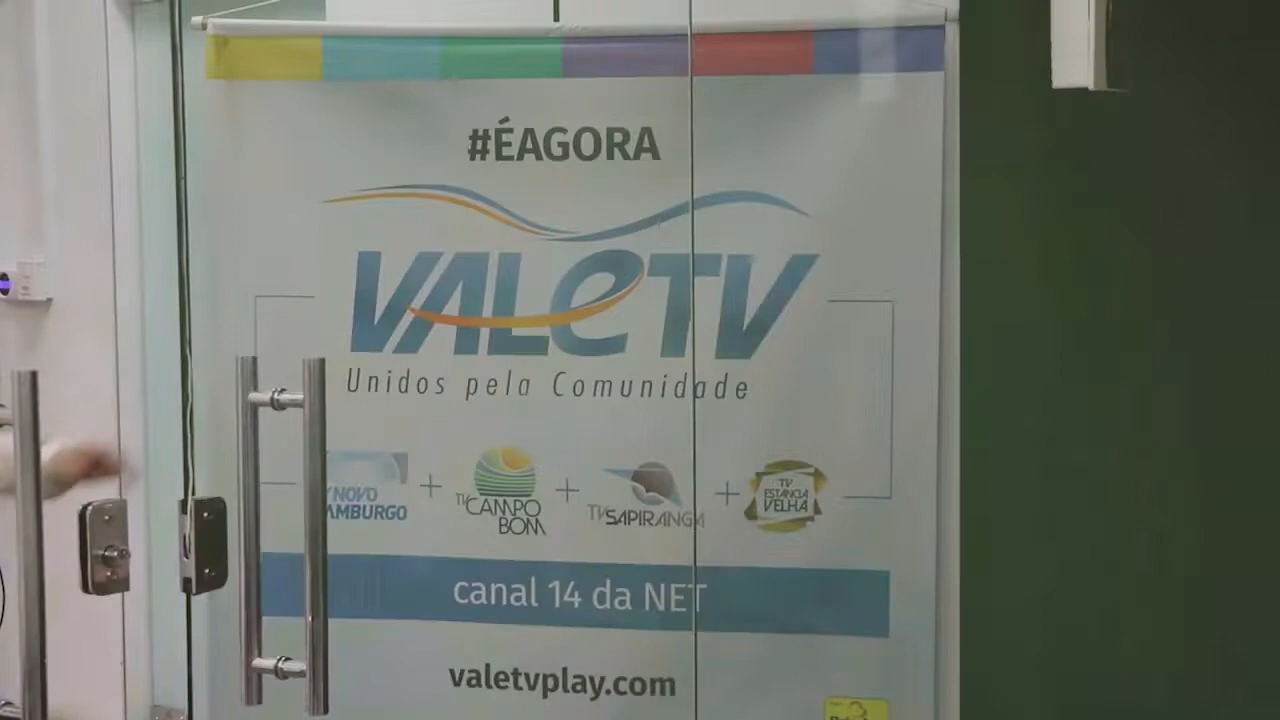 #ÉAGORA
VALeTV
Unidos pela Comunidade
NOVO
AMBURGO
TV CAMPO
BOM
TV SAPIRANGA
TV
ESTÂNCIA
VELHA
canal 14 da NET
valetvplay.com